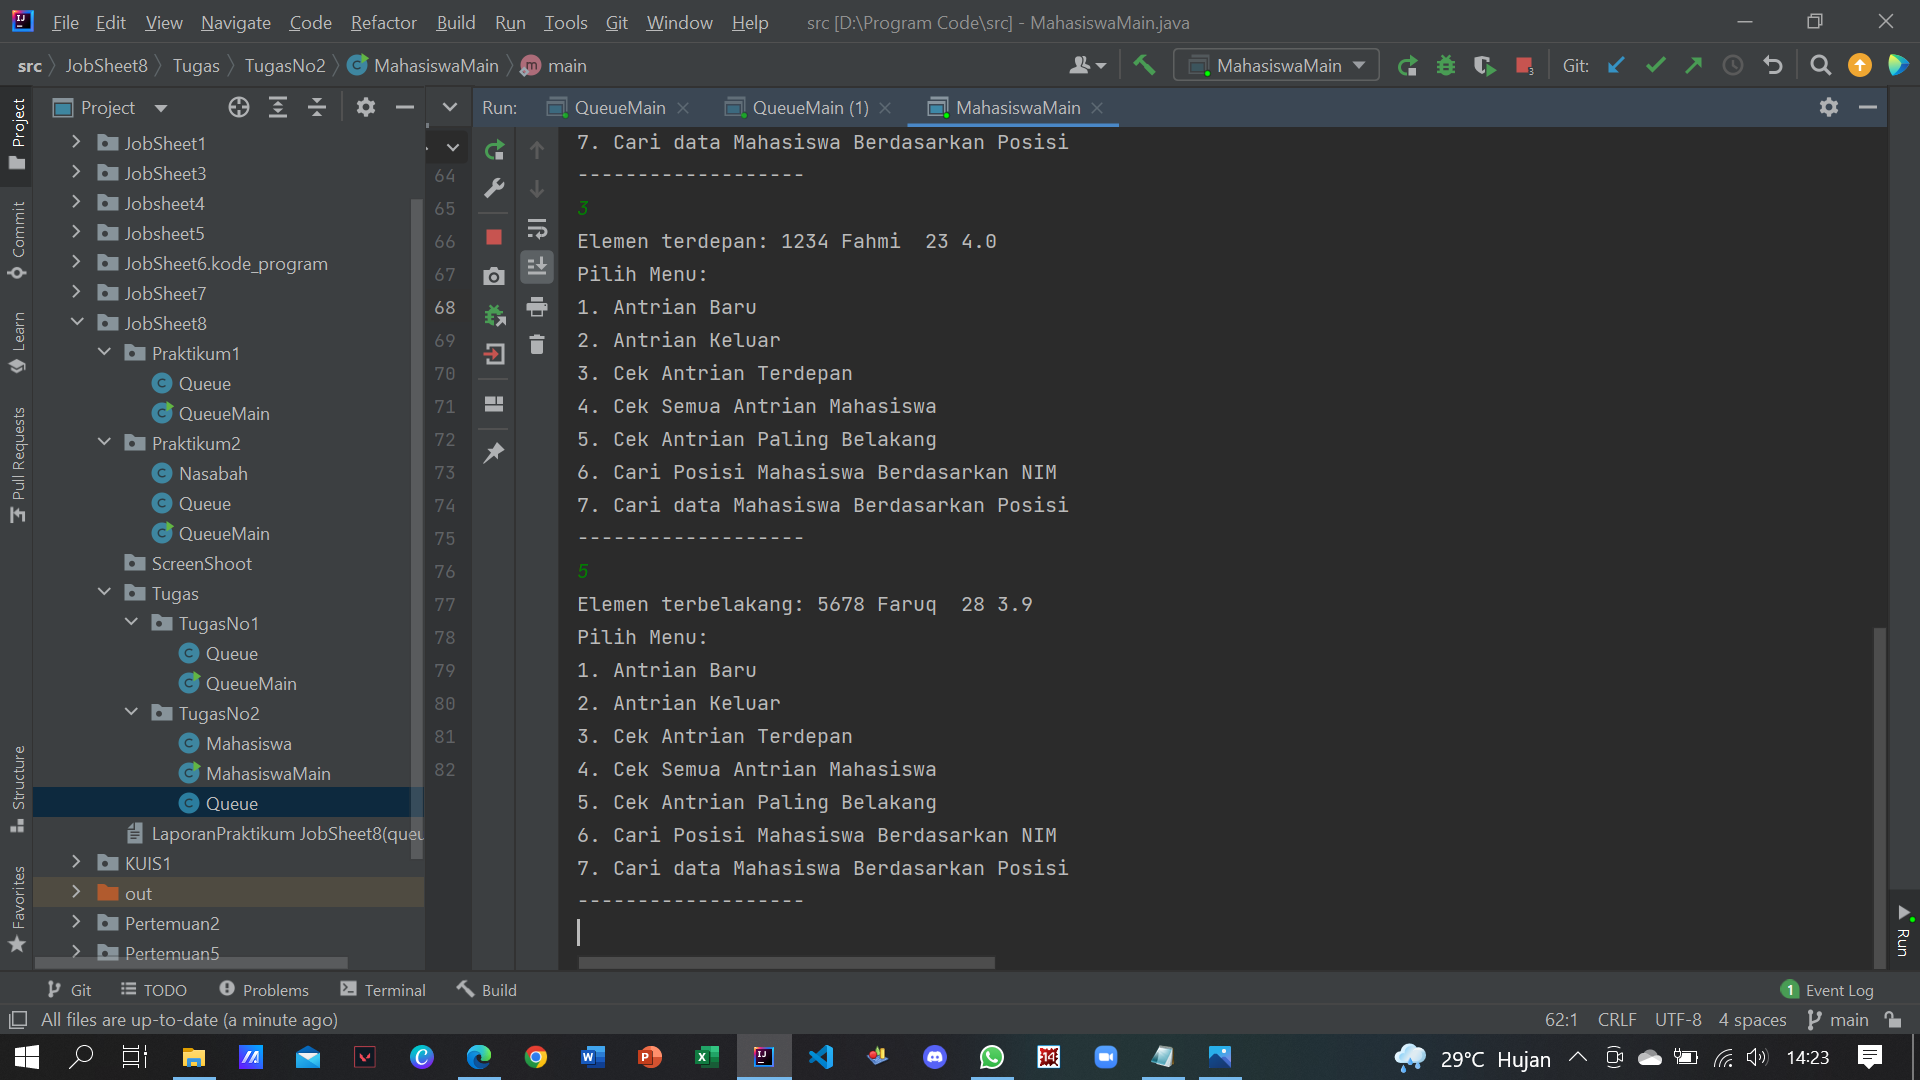 File Edit View Navigate Code Refactor Build Run Tools Git Window Help src [D:\Program Code\src] - MahasiswaMain.java
src JobSheet8 Tugas TugasNo2 MahasiswaMain main MahasiswaMain Git:
Project
Commit
Learn
Pull Requests
Structure
Favorites
Project
JobSheet1
JobSheet3
Jobsheet4
Jobsheet5
JobSheet6.kode_program
JobSheet7
JobSheet8
Praktikum1
Queue
QueueMain
Praktikum2
Nasabah
Queue
QueueMain
ScreenShoot
Tugas
TugasNo1
Queue
QueueMain
TugasNo2
Mahasiswa
MahasiswaMain
Queue
LaporanPraktikum JobSheet8(queu
KUIS1
out
Pertemuan2
Pertemuan5
64
65
66
67
68
69
70
71
72
73
74
75
76
77
78
79
80
81
82
Run: QueueMain QueueMain (1) MahasiswaMain
7. Cari data Mahasiswa Berdasarkan Posisi
-------------------
3
Elemen terdepan: 1234 Fahmi  23 4.0
Pilih Menu:
1. Antrian Baru
2. Antrian Keluar
3. Cek Antrian Terdepan
4. Cek Semua Antrian Mahasiswa
5. Cek Antrian Paling Belakang
6. Cari Posisi Mahasiswa Berdasarkan NIM
7. Cari data Mahasiswa Berdasarkan Posisi
-------------------
5
Elemen terbelakang: 5678 Faruq  28 3.9
Pilih Menu:
1. Antrian Baru
2. Antrian Keluar
3. Cek Antrian Terdepan
4. Cek Semua Antrian Mahasiswa
5. Cek Antrian Paling Belakang
6. Cari Posisi Mahasiswa Berdasarkan NIM
7. Cari data Mahasiswa Berdasarkan Posisi
-------------------
Run
Git TODO Problems Terminal Build 1 Event Log
All files are up-to-date (a minute ago) 62:1 CRLF UTF-8 4 spaces main
29°C Hujan 14:23